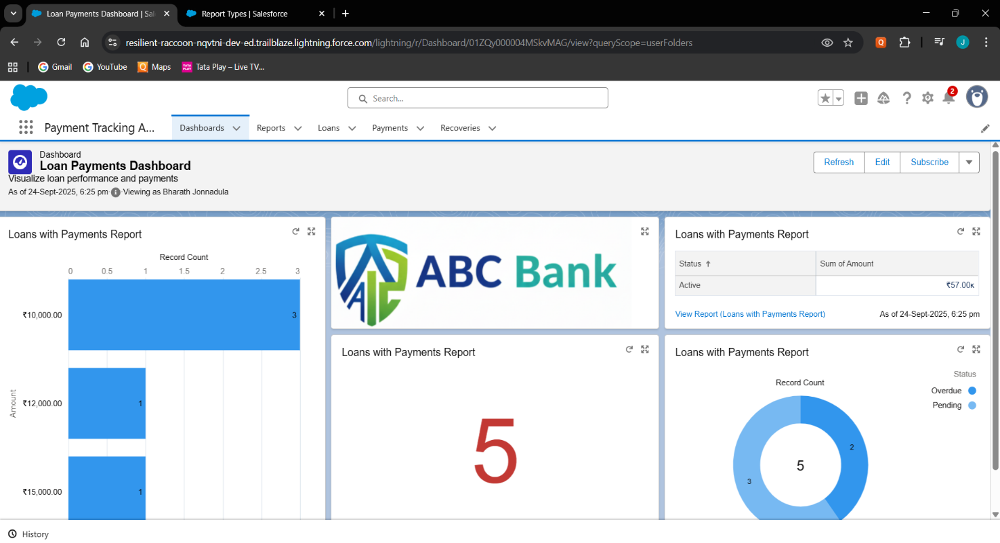 Loan Payments Dashboard | Sal
Report Types | Salesforce
resilient-raccoon-nqvtni-dev-ed.trailblaze.lightning.force.com/lightning/r/Dashboard/01ZQy000004MSkvMAG/view?queryScope=userFolders
Q
J
Gmail
YouTube
Maps
Tata Play – Live TV...
Search...
2
Payment Tracking A...
Dashboards
Reports
Loans
Payments
Recoveries
Dashboard
Loan Payments Dashboard
Visualize loan performance and payments
As of 24-Sept-2025, 6:25 pm Viewing as Bharath Jonnadula
Refresh
Edit
Subscribe
Loans with Payments Report
Record Count
0 0.5 1 1.5 2 2.5 3
Amount
₹10,000.00 3
₹12,000.00 1
₹15,000.00 1
ABC Bank
Loans with Payments Report
Status ↑ Sum of Amount
Active ₹57.00K
View Report (Loans with Payments Report) As of 24-Sept-2025, 6:25 pm
Loans with Payments Report
5
Loans with Payments Report
Status
Record Count
Overdue
Pending
2
5
3
History